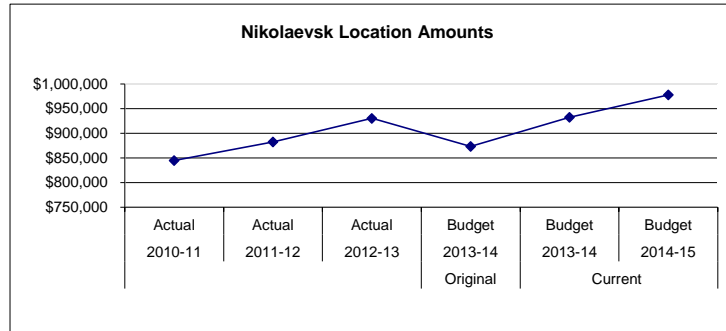 Nikolaevsk Location Amounts
$1,000,000
$950,000
$900,000
$850,000
$800,000
$750,000
Actual Actual Actual Budget Budget Budget
2010-11 2011-12 2012-13 2013-14 2013-14 2014-15
Original Current